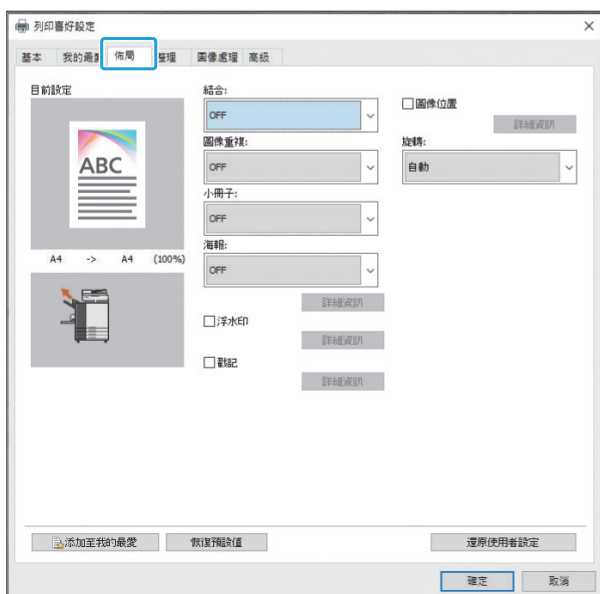 列印喜好設定
基本 我的最愛 佈局 整理 圖像處理 高級
目前設定
ABC
A4 -> A4 (100%)
結合:
OFF
圖像重複:
OFF
小冊子:
OFF
海報:
OFF
詳細資訊
浮水印
詳細資訊
戳記
詳細資訊
圖像位置
詳細資訊
旋轉:
自動
添加至我的最愛 恢復預設值 還原使用者設定
確定 取消